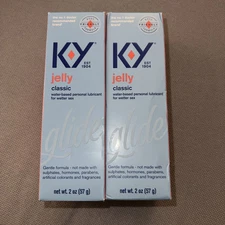 K-Y
EST
1904
jelly
classic
water-based personal lubricant
for wetter sex
glide
Gentle formula - not made with
sulphates, hormones, parabens,
artificial colorants and fragrances
net wt. 2 oz (57 g)
K-Y
EST
1904
jelly
classic
water-based personal lubricant
for wetter sex
glide
Gentle formula - not made with
sulphates, hormones, parabens,
artificial colorants and fragrances
net wt. 2 oz (57 g)